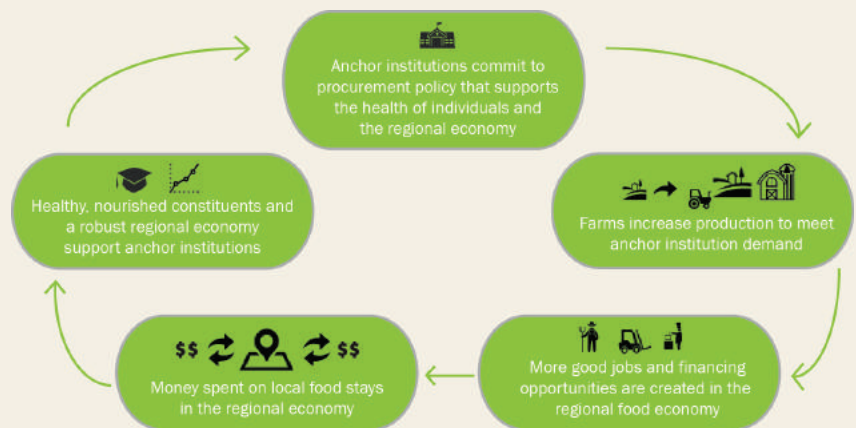 Anchor institutions commit to
procurement policy that supports
the health of individuals and
the regional economy
Farms increase production to meet
anchor institution demand
More good jobs and financing
opportunities are created in the
regional food economy
$$ $$
Money spent on local food stays
in the regional economy
Healthy, nourished constituents and
a robust regional economy
support anchor institutions